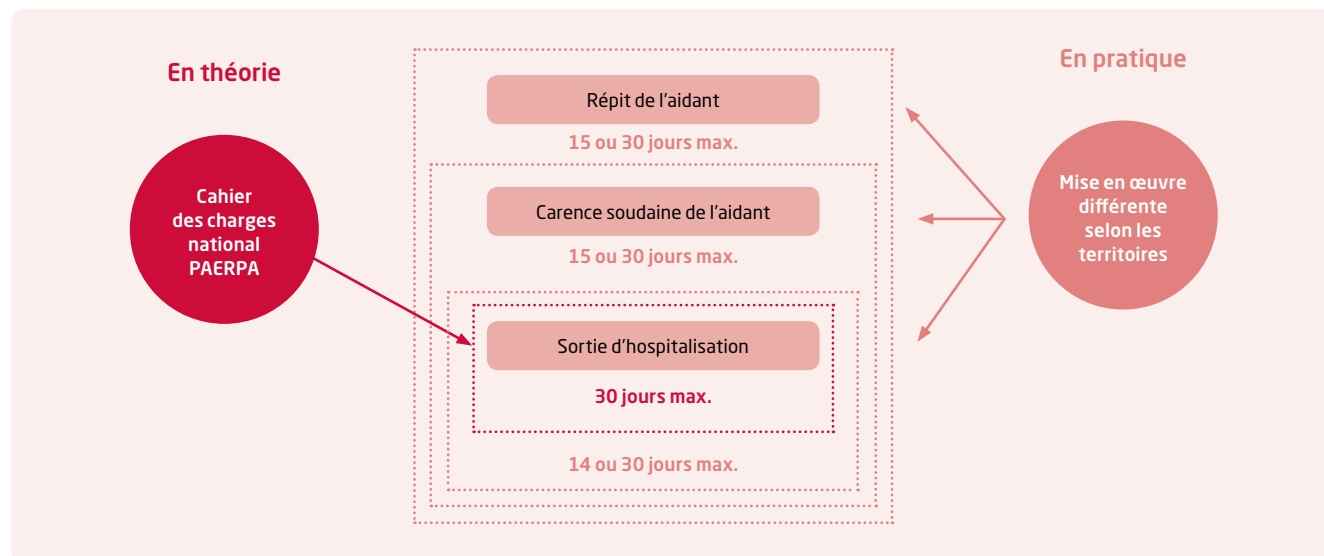 En théorie
Cahier
des charges
national
PAERPA
Répit de l'aidant
15 ou 30 jours max.
Carence soudaine de l'aidant
15 ou 30 jours max.
Sortie d'hospitalisation
30 jours max.
14 ou 30 jours max.
En pratique
Mise en œuvre
différente
selon les
territoires